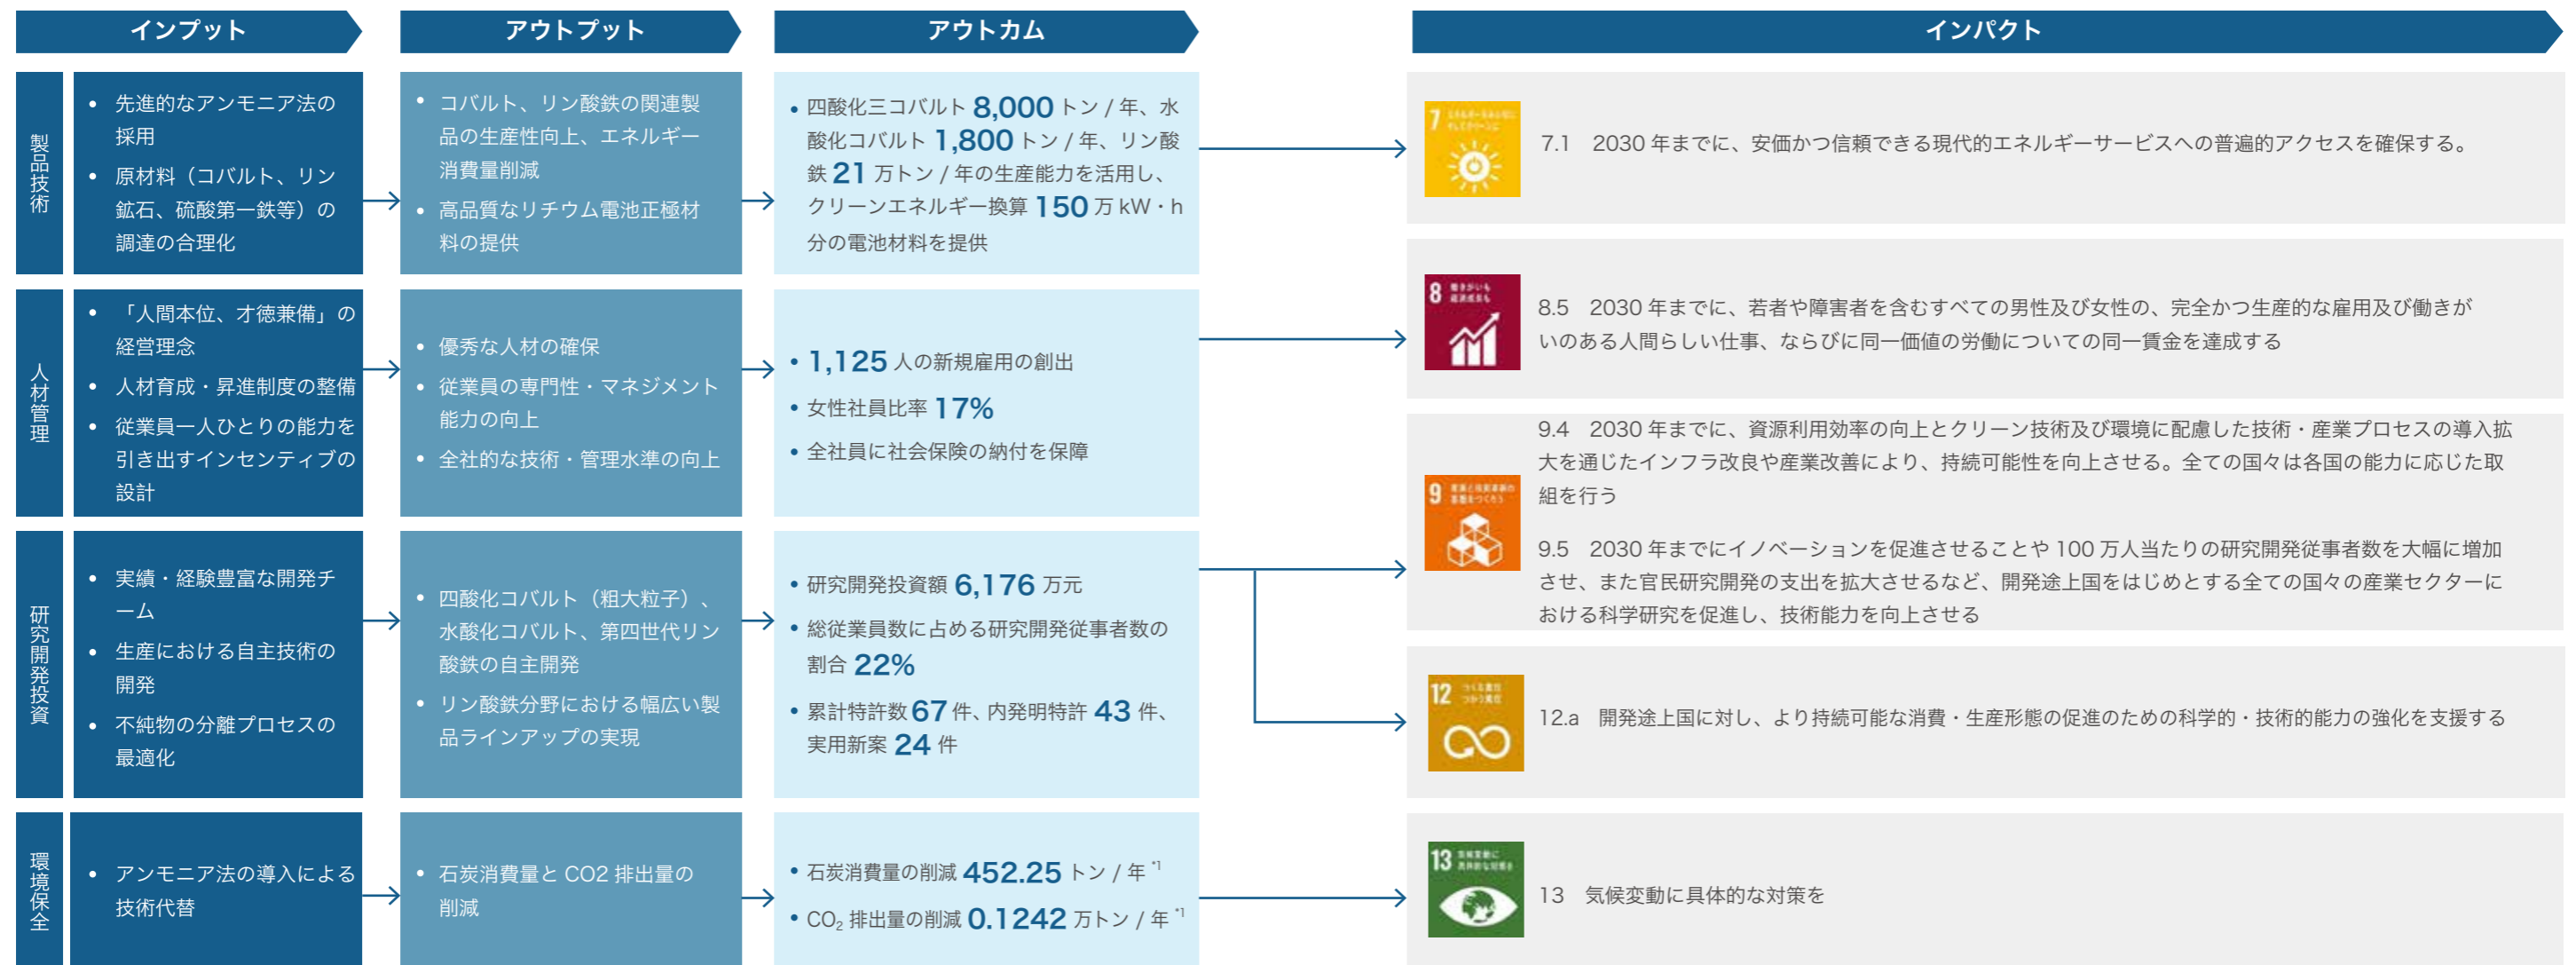 インプット
アウトプット
アウトカム
インパクト
製品技術
• 先進的なアンモニア法の
採用
• 原材料（コバルト、リン
鉱石、硫酸第一鉄等）の
調達の合理化
• コバルト、リン酸鉄の関連製
品の生産性向上、エネルギー
消費量削減
• 高品質なリチウム電池正極材
料の提供
• 四酸化三コバルト 8,000 トン / 年、水
酸化コバルト 1,800 トン / 年、リン酸
鉄 21 万トン / 年の生産能力を活用し、
クリーンエネルギー換算 150 万 kW・h
分の電池材料を提供
7
7.1 2030 年までに、安価かつ信頼できる現代的エネルギーサービスへの普遍的アクセスを確保する。
人材管理
• 「人間本位、才徳兼備」の
経営理念
• 人材育成・昇進制度の整備
• 従業員一人ひとりの能力を
引き出すインセンティブの
設計
• 優秀な人材の確保
• 従業員の専門性・マネジメント
能力の向上
• 全社的な技術・管理水準の向上
• 1,125 人の新規雇用の創出
• 女性社員比率 17%
• 全社員に社会保険の納付を保障
8 働きがいも
経済成長も
8.5 2030 年までに、若者や障害者を含むすべての男性及び女性の、完全かつ生産的な雇用及び働きが
いのある人間らしい仕事、ならびに同一価値の労働についての同一賃金を達成する
研究開発投資
• 実績・経験豊富な開発チ
ーム
• 生産における自主技術の
開発
• 不純物の分離プロセスの
最適化
• 四酸化コバルト（粗大粒子）、
水酸化コバルト、第四世代リン
酸鉄の自主開発
• リン酸鉄分野における幅広い製
品ラインアップの実現
• 研究開発投資額 6,176 万元
• 総従業員数に占める研究開発従事者数の
割合 22%
• 累計特許数 67 件、内発明特許 43 件、
実用新案 24 件
9
9.4 2030 年までに、資源利用効率の向上とクリーン技術及び環境に配慮した技術・産業プロセスの導入拡
大を通じたインフラ改良や産業改善により、持続可能性を向上させる。全ての国々は各国の能力に応じた取
組を行う
9.5 2030 年までにイノベーションを促進させることや 100 万人当たりの研究開発従事者数を大幅に増加
させ、また官民研究開発の支出を拡大させるなど、開発途上国をはじめとする全ての国々の産業セクターに
おける科学研究を促進し、技術能力を向上させる
12 つくる責任
つかう責任
12.a 開発途上国に対し、より持続可能な消費・生産形態の促進のための科学的・技術的能力の強化を支援する
環境保全
• アンモニア法の導入による
技術代替
• 石炭消費量と CO2 排出量の
削減
• 石炭消費量の削減 452.25 トン / 年 *1
• CO₂ 排出量の削減 0.1242 万トン / 年 *1
13 気候変動に
具体的な対策を
13 気候変動に具体的な対策を